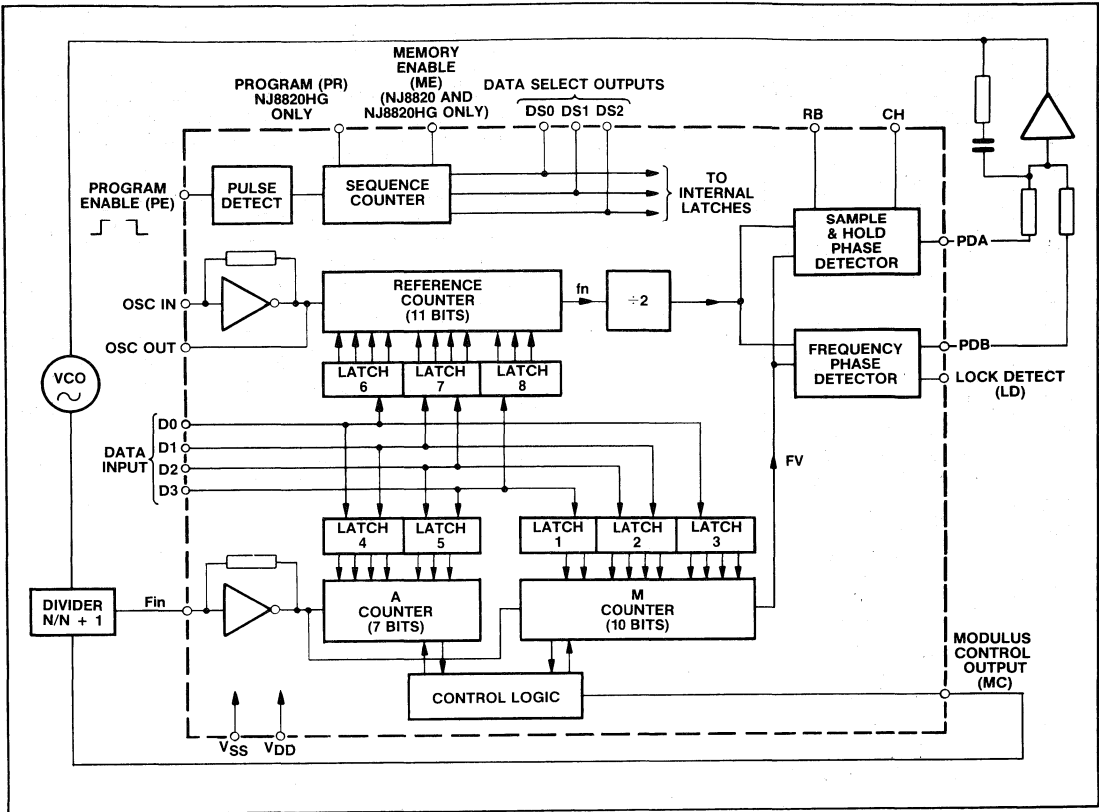 MEMORY
ENABLE
(ME)
(NJ8820 AND
NJ8820HG ONLY)
PROGRAM (PR)
NJ8820HG
ONLY
DATA SELECT OUTPUTS
DS0 DS1 DS2
RB
CH
PROGRAM
ENABLE (PE)
PULSE
DETECT
SEQUENCE
COUNTER
TO
INTERNAL
LATCHES
SAMPLE
& HOLD
PHASE
DETECTOR
PDA
OSC IN
OSC OUT
REFERENCE
COUNTER
(11 BITS)
fn
÷2
FREQUENCY
PHASE
DETECTOR
PDB
LOCK DETECT
(LD)
LATCH
6
LATCH
7
LATCH
8
VCO
DATA
INPUT
D0
D1
D2
D3
FV
LATCH
4
LATCH
5
LATCH
1
LATCH
2
LATCH
3
DIVIDER
N/N + 1
Fin
A
COUNTER
(7 BITS)
M
COUNTER
(10 BITS)
CONTROL LOGIC
MODULUS
CONTROL
OUTPUT
(MC)
VSS
VDD